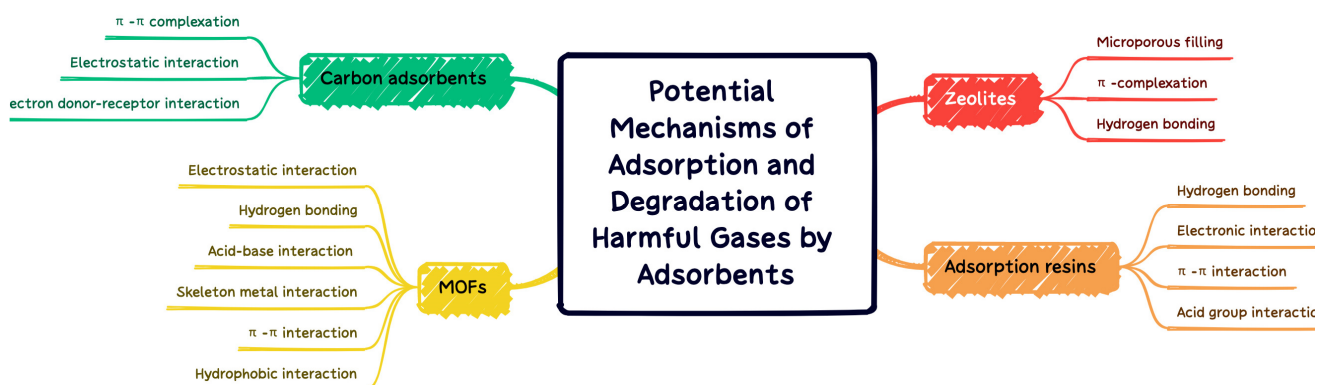 π -π complexation
Electrostatic interaction
ectron donor-receptor interaction
Carbon adsorbents
Electrostatic interaction
Hydrogen bonding
Acid-base interaction
Skeleton metal interaction
π -π interaction
Hydrophobic interaction
MOFs
Potential
Mechanisms of
Adsorption and
Degradation of
Harmful Gases by
Adsorbents
Zeolites
Microporous filling
π -complexation
Hydrogen bonding
Adsorption resins
Hydrogen bonding
Electronic interactio
π -π interaction
Acid group interactio